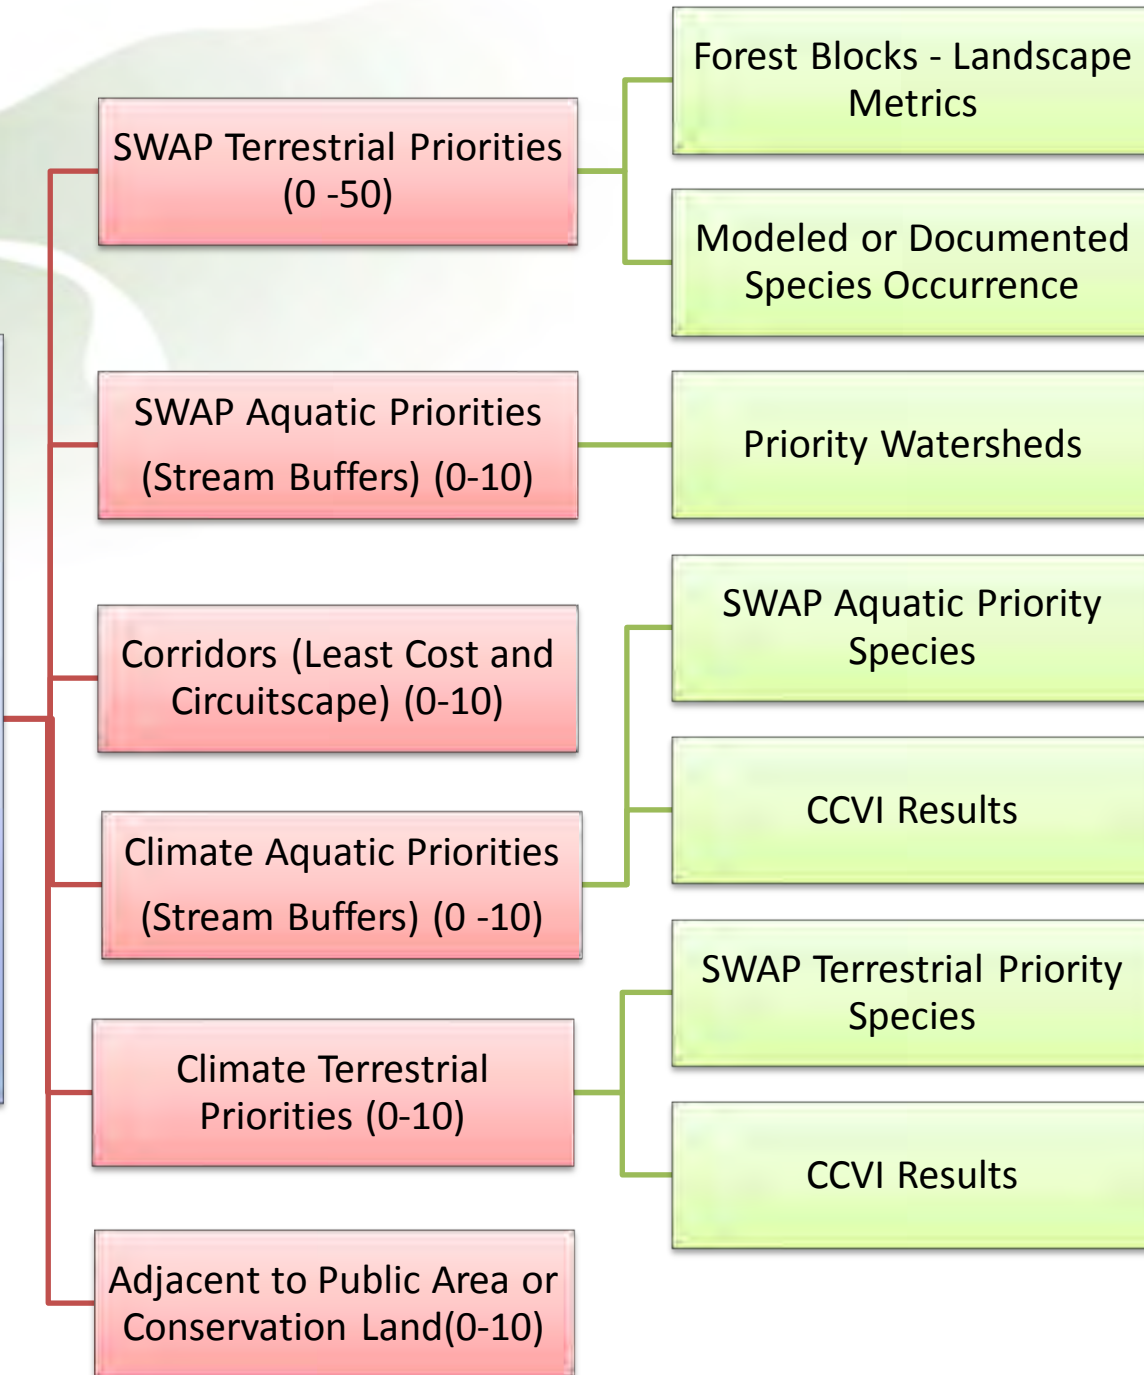 SWAP Terrestrial Priorities
(0 -50)
Forest Blocks - Landscape
Metrics
Modeled or Documented
Species Occurrence
SWAP Aquatic Priorities
(Stream Buffers) (0-10)
Priority Watersheds
Corridors (Least Cost and
Circuitscape) (0-10)
Climate Aquatic Priorities
(Stream Buffers) (0 -10)
SWAP Aquatic Priority
Species
CCVI Results
Climate Terrestrial
Priorities (0-10)
SWAP Terrestrial Priority
Species
CCVI Results
Adjacent to Public Area or
Conservation Land(0-10)